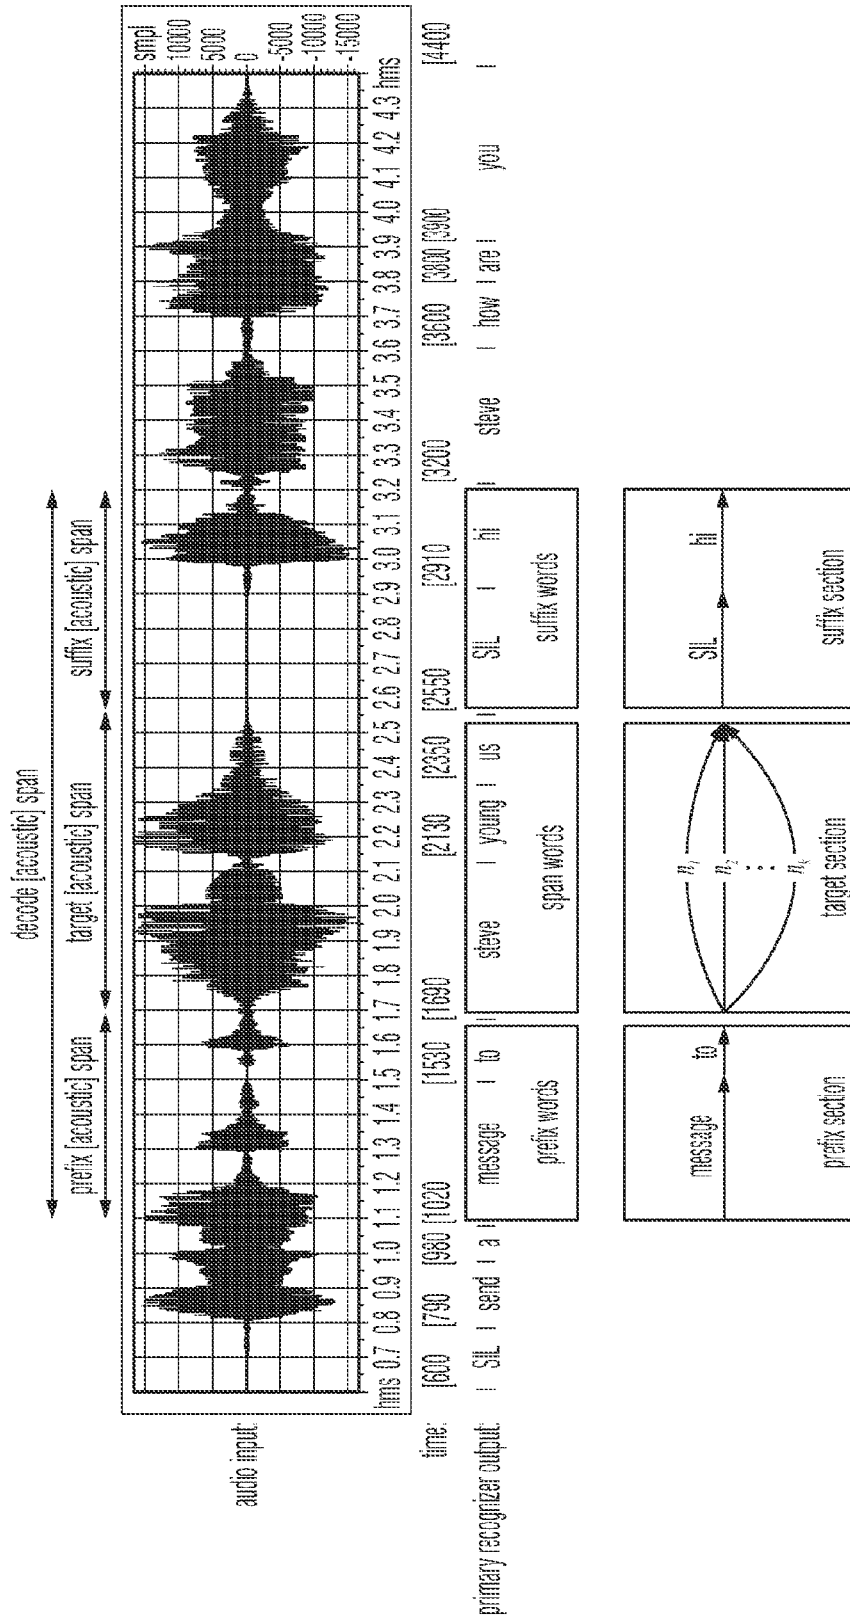 decode [acoustic] span
prefix [acoustic] span target [acoustic] span suffix [acoustic] span
audio input:
smpl
10000
5000
0
-5000
-10000
-15000
hms 0.7 0.8 0.9 1.0 1.1 1.2 1.3 1.4 1.5 1.6 1.7 1.8 1.9 2.0 2.1 2.2 2.3 2.4 2.5 2.6 2.7 2.8 2.9 3.0 3.1 3.2 3.3 3.4 3.5 3.6 3.7 3.8 3.9 4.0 4.1 4.2 4.3 hms
time: [600 [790 [980 [1020 [1530 [1690 [2130 [2350 [2550 [2910 [3200 [3600 [3800 [3900 [4400
primary recognizer output: | SIL | send | a | message | to | steve | young | us | SIL | hi | steve | how | are | you |
prefix words span words suffix words
message to n1 n2 nk SIL hi
prefix section target section suffix section